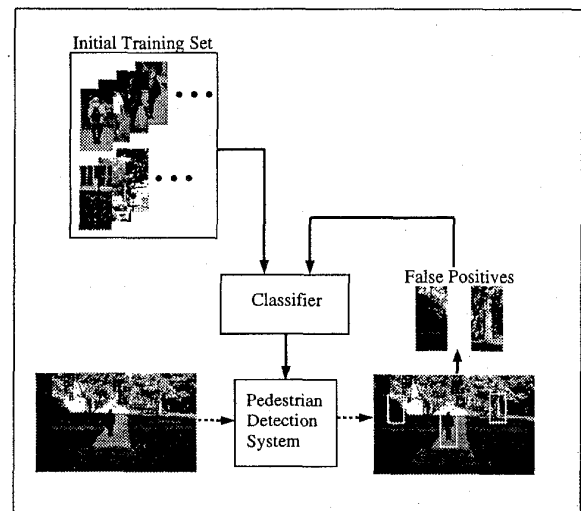 Initial Training Set
False Positives
Classifier
Pedestrian
Detection
System